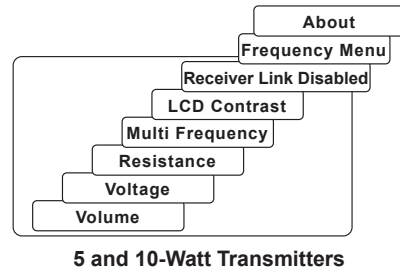 About
Frequency Menu
Receiver Link Disabled
LCD Contrast
Multi Frequency
Resistance
Voltage
Volume
5 and 10-Watt Transmitters